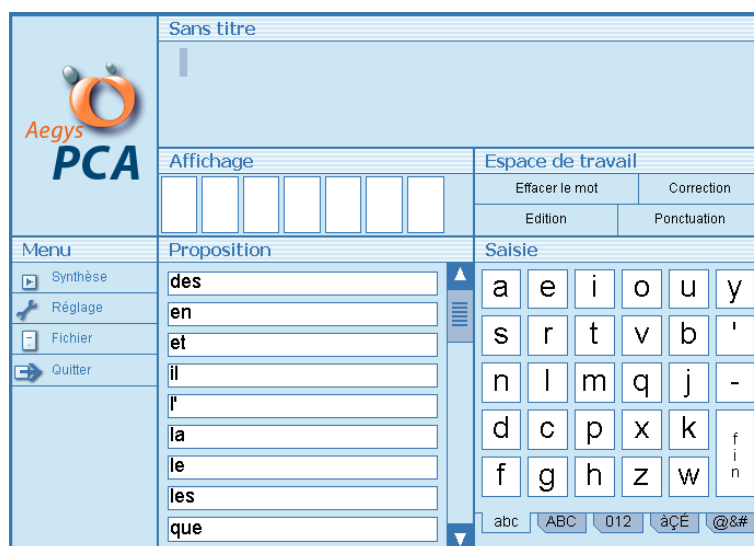 Sans titre
Aegys
PCA
Affichage
Espace de travail
Effacer le mot Correction
Edition Ponctuation
Menu
Synthèse
Réglage
Fichier
Quitter
Proposition
des
en
et
il
l'
la
le
les
que
Saisie
a e i o u y
s r t v b '
n l m q j -
d c p x k
f g h z w
fin
abc ABC 012 àÇÉ @&#